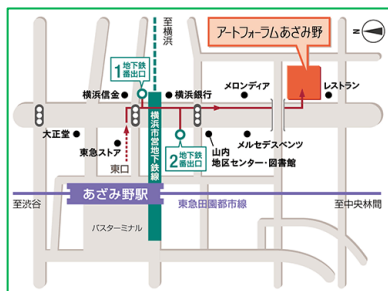 至横浜
アートフォーラムあざみ野
N
1 地下鉄
番出口
横浜信金
横浜銀行
メロンディア
レストラン
大正堂
東急ストア
東口
横浜市営地下鉄線
2 地下鉄
番出口
山内
地区センター・図書館
メルセデスベンツ
あざみ野駅
至渋谷
東急田園都市線
至中央林間
バスターミナル